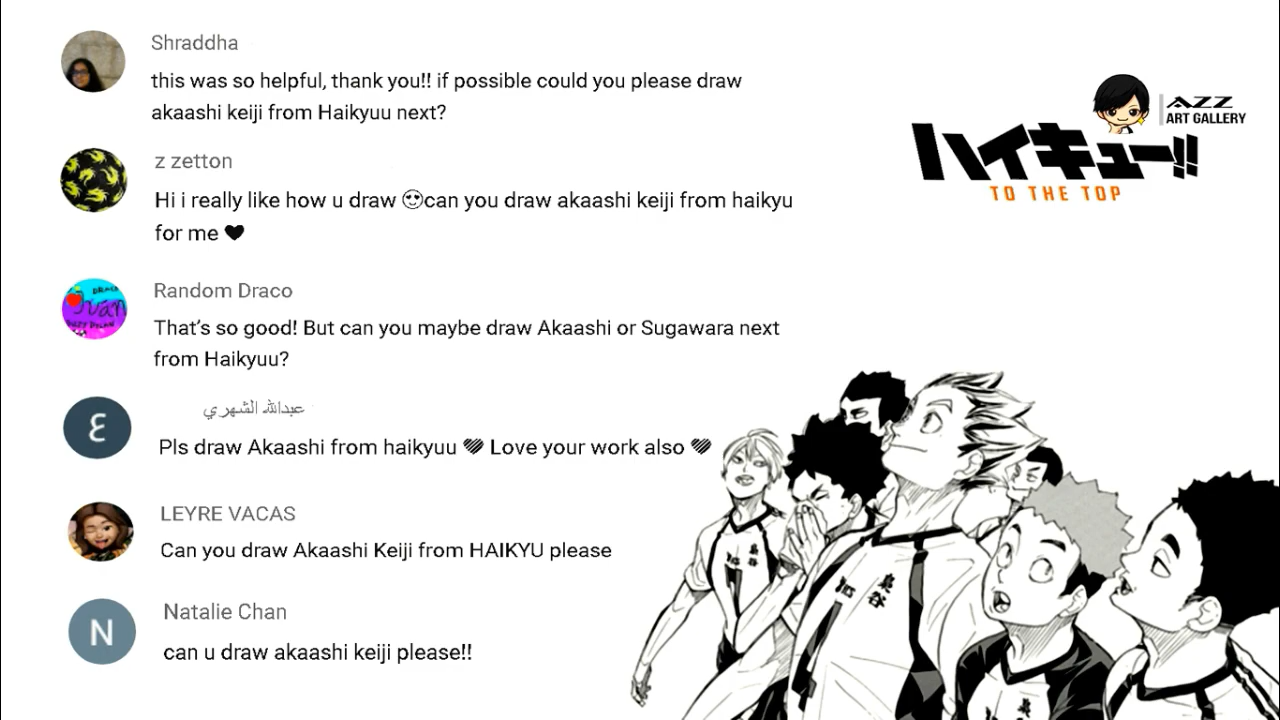 Shraddha
this was so helpful, thank you!! if possible could you please draw
akaashi keiji from Haikyuu next?
z zetton
Hi i really like how u draw 😍can you draw akaashi keiji from haikyu
for me ♥
Random Draco
That's so good! But can you maybe draw Akaashi or Sugawara next
from Haikyuu?
ع
عبدالله الشهري
Pls draw Akaashi from haikyuu 💜 Love your work also 💜
LEYRE VACAS
Can you draw Akaashi Keiji from HAIKYU please
N
Natalie Chan
can u draw akaashi keiji please!!
AZZ
ART GALLERY
ハイキュー!!
TO THE TOP
梟谷